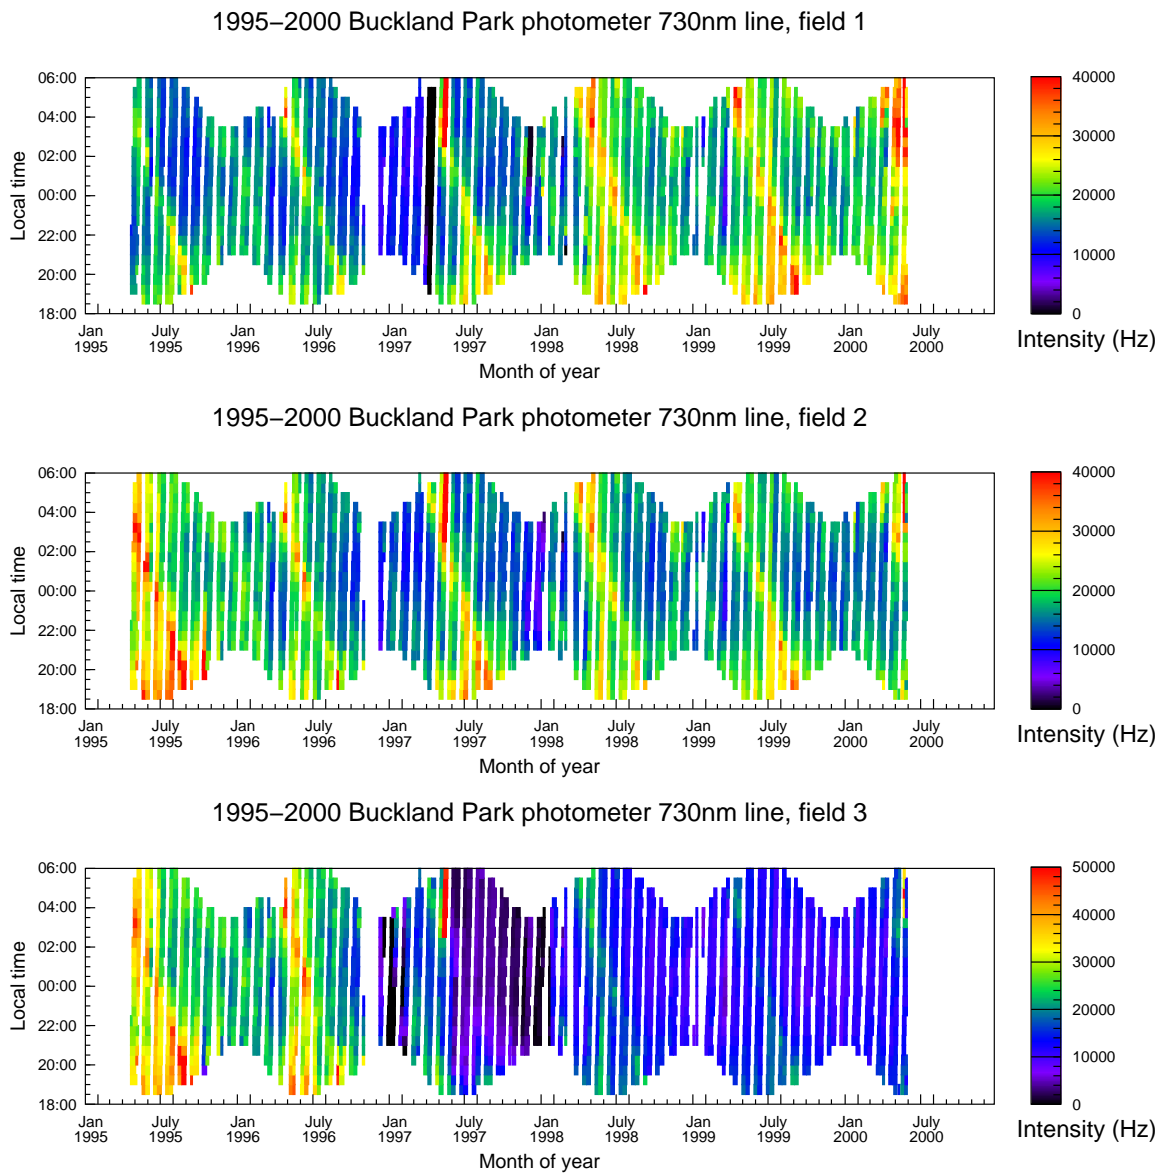 1995–2000 Buckland Park photometer 730nm line, field 1
06:00
04:00
02:00
00:00
22:00
20:00
18:00
Local time
Jan July Jan July Jan July Jan July Jan July Jan July
1995 1995 1996 1996 1997 1997 1998 1998 1999 1999 2000 2000
Month of year
40000
30000
20000
10000
0
Intensity (Hz)
1995–2000 Buckland Park photometer 730nm line, field 2
06:00
04:00
02:00
00:00
22:00
20:00
18:00
Local time
Jan July Jan July Jan July Jan July Jan July Jan July
1995 1995 1996 1996 1997 1997 1998 1998 1999 1999 2000 2000
Month of year
40000
30000
20000
10000
0
Intensity (Hz)
1995–2000 Buckland Park photometer 730nm line, field 3
06:00
04:00
02:00
00:00
22:00
20:00
18:00
Local time
Jan July Jan July Jan July Jan July Jan July Jan July
1995 1995 1996 1996 1997 1997 1998 1998 1999 1999 2000 2000
Month of year
50000
40000
30000
20000
10000
0
Intensity (Hz)